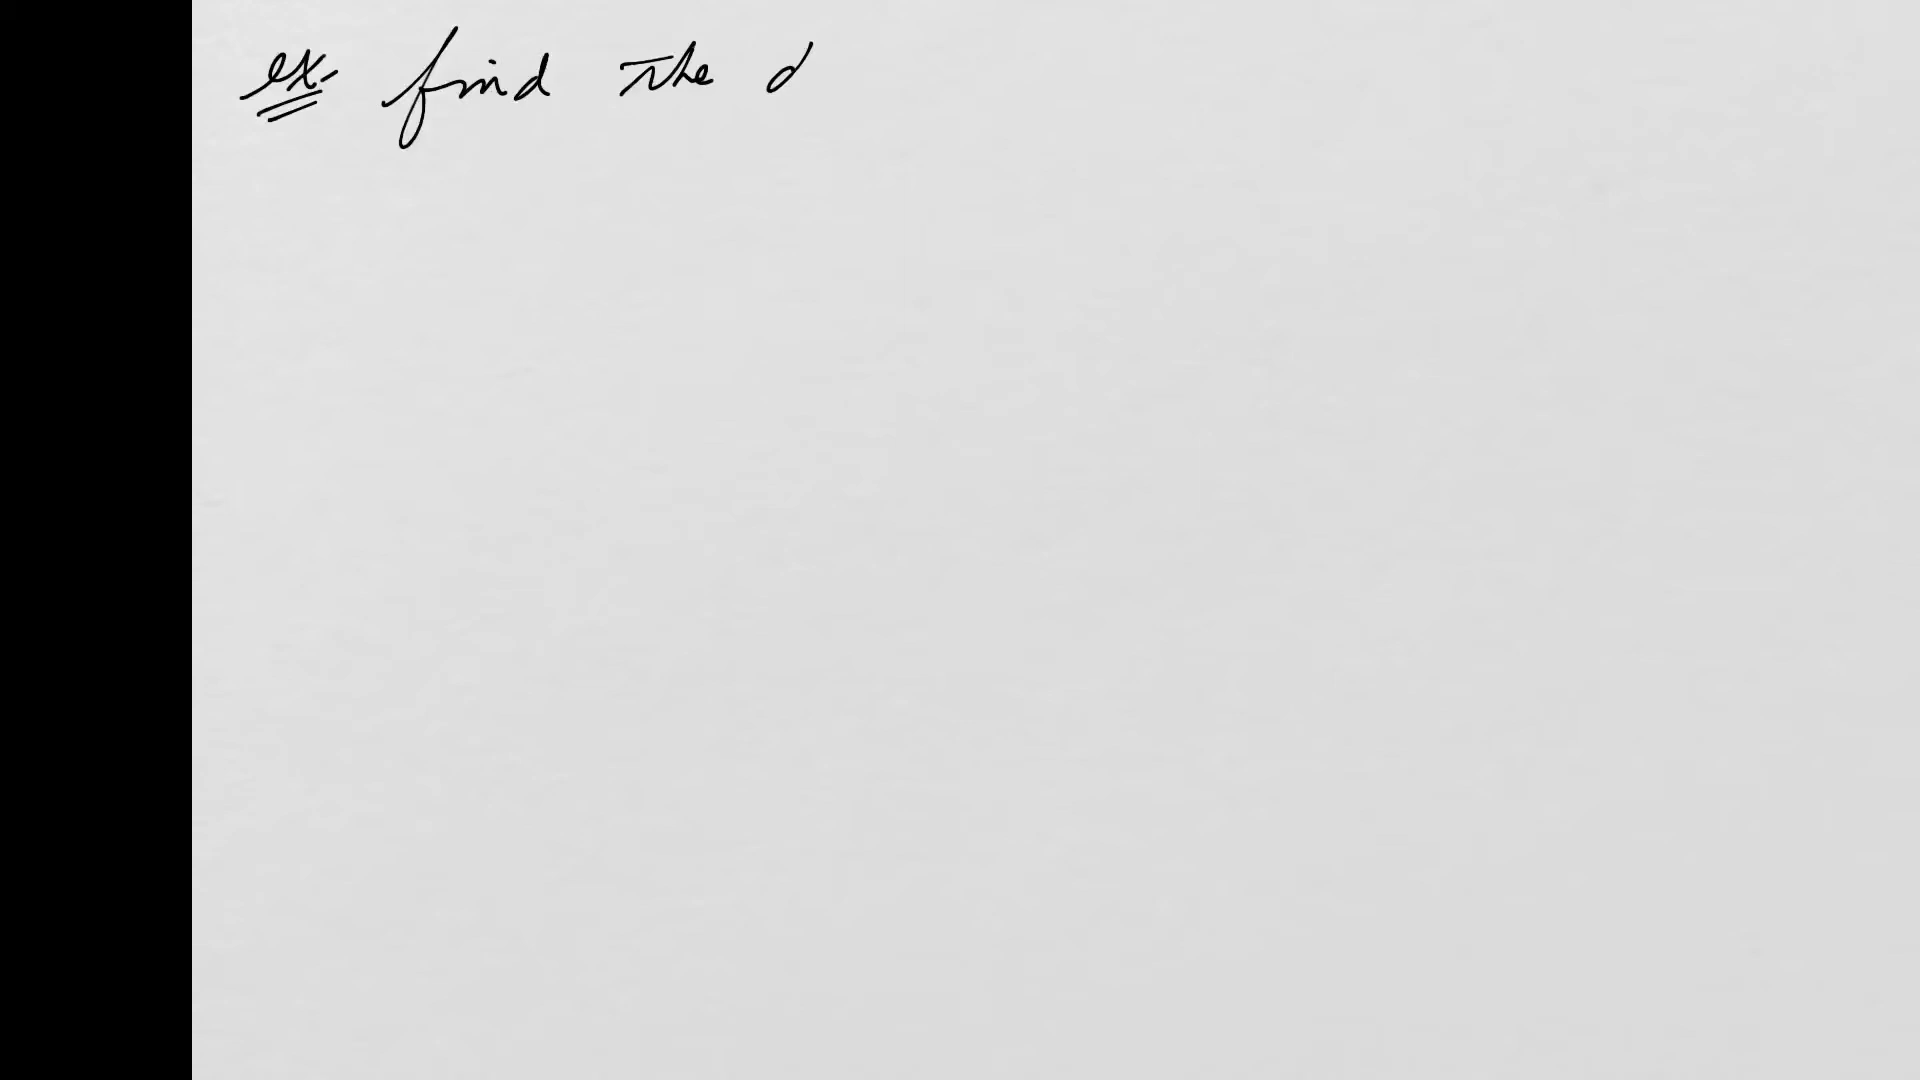 ex- find the d